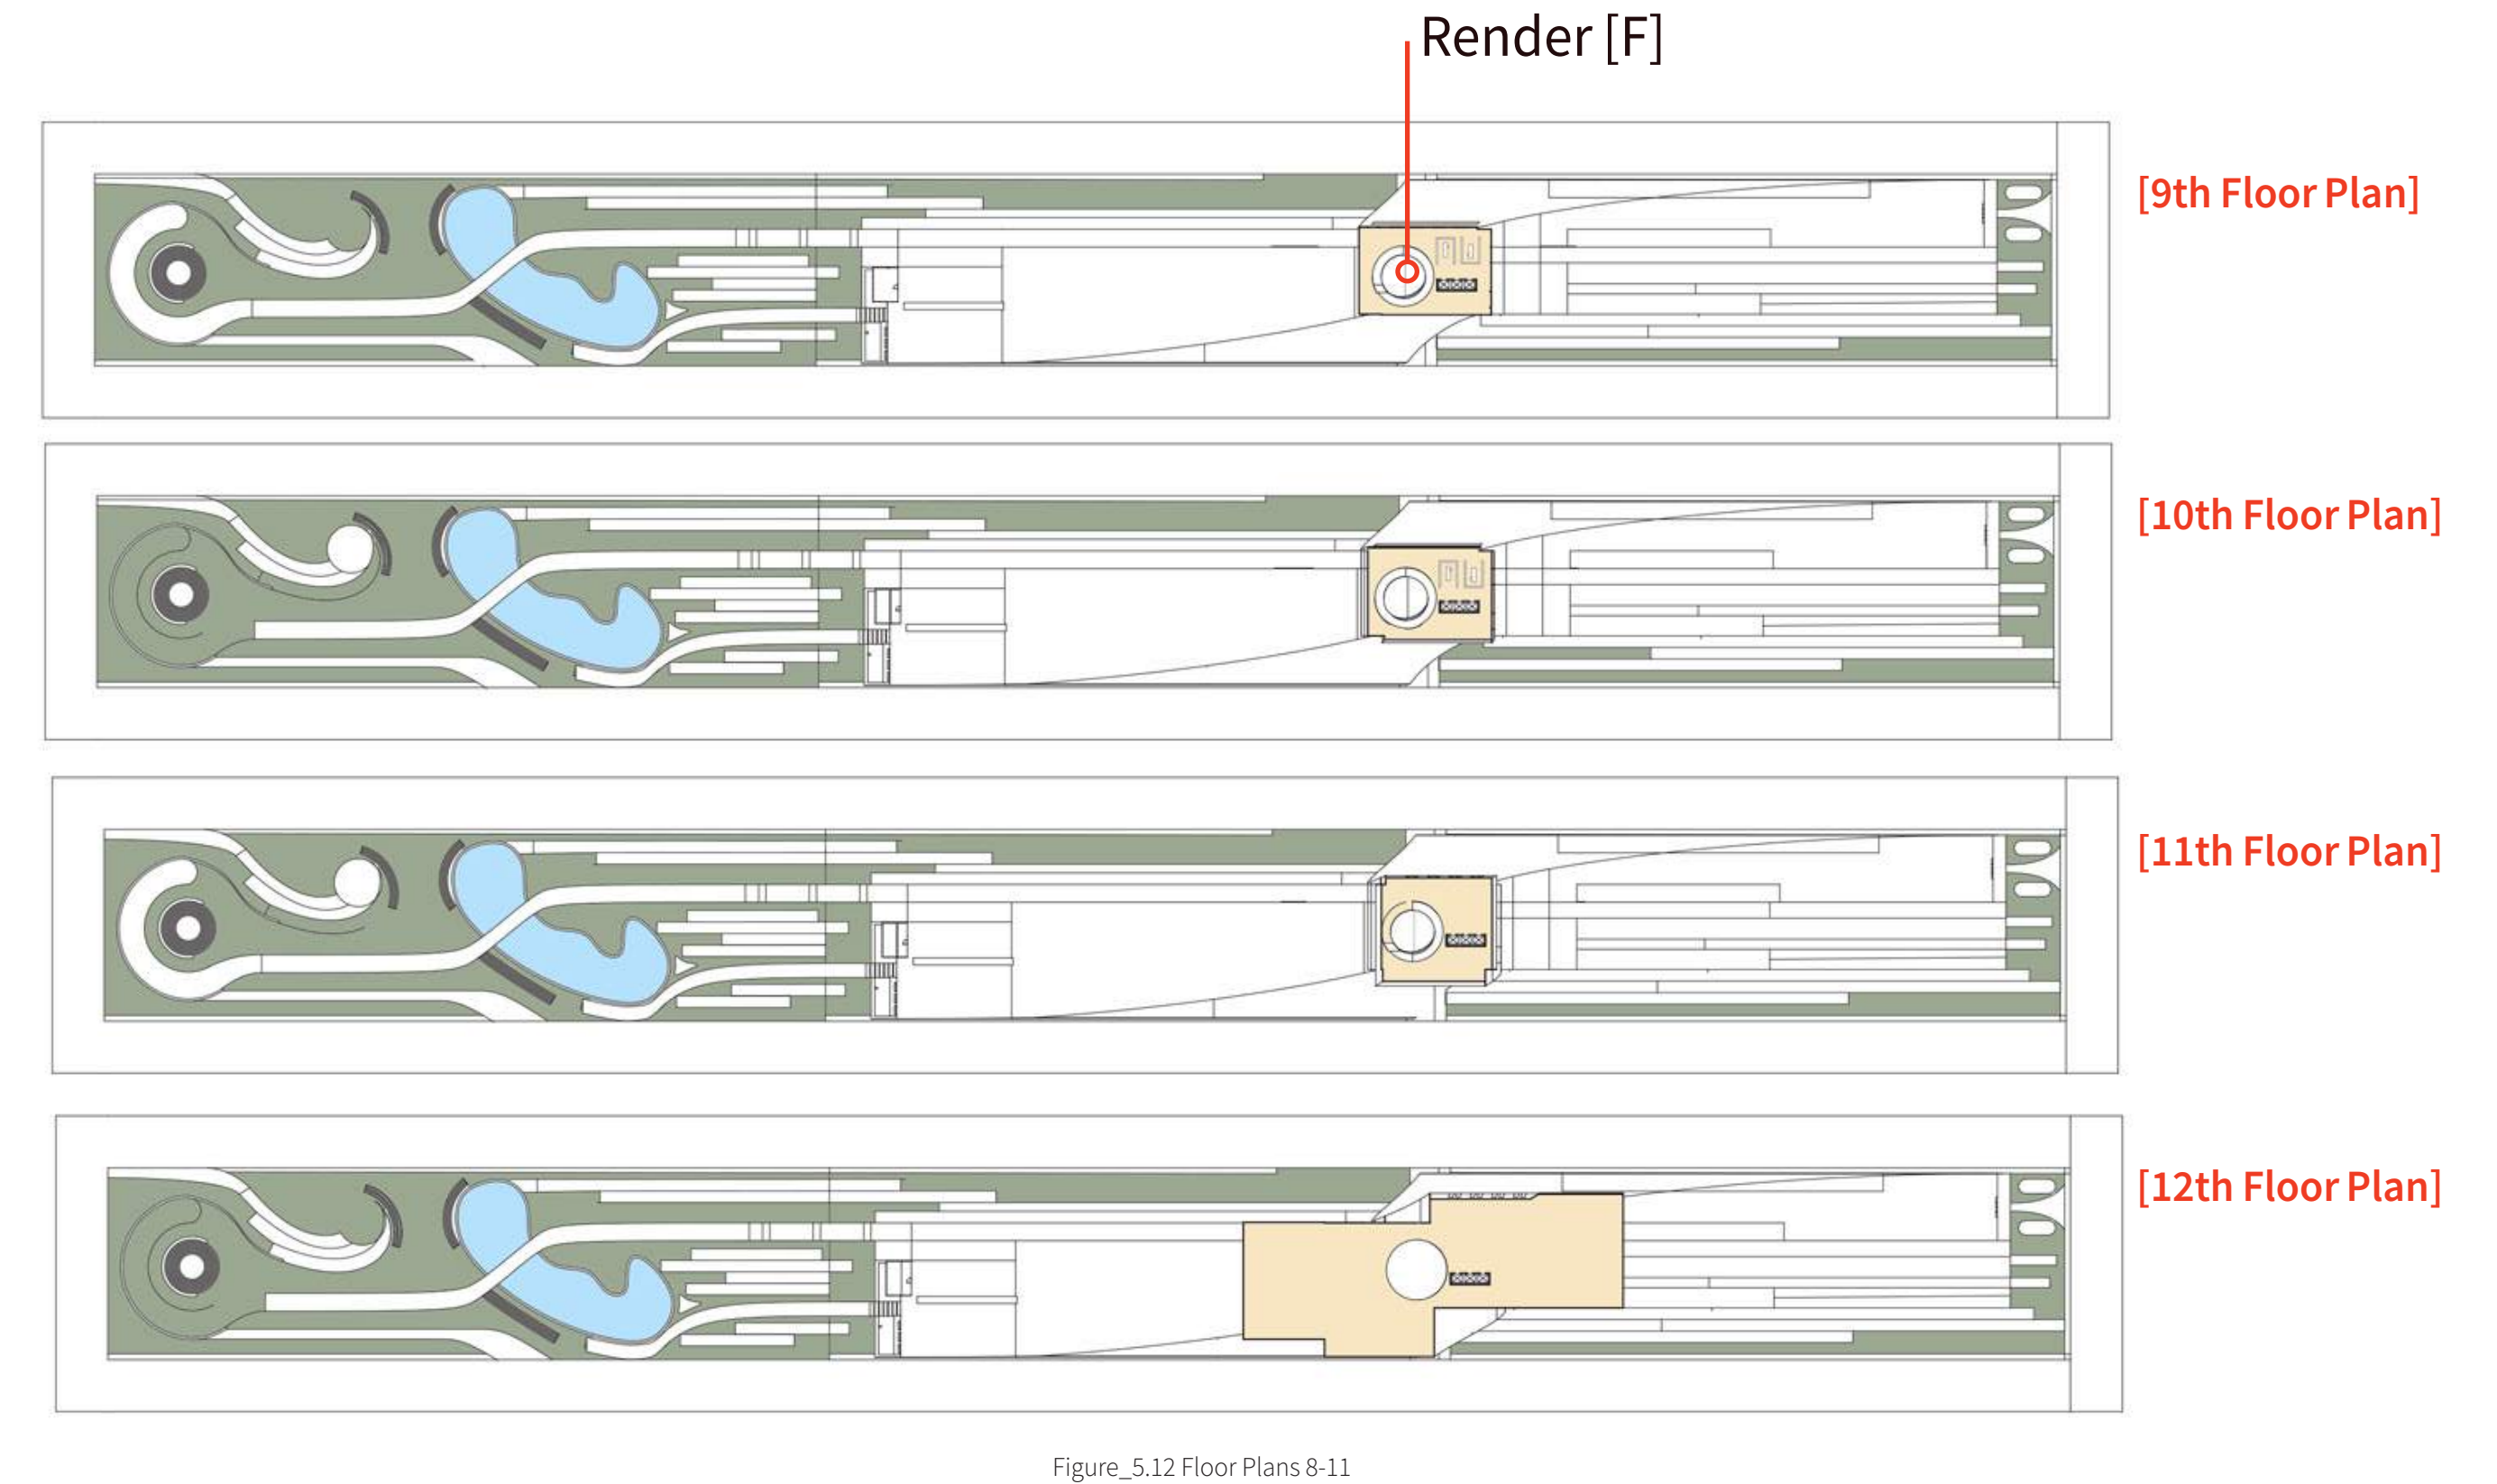 Render [F]
[9th Floor Plan]
[10th Floor Plan]
[11th Floor Plan]
[12th Floor Plan]
Figure_5.12 Floor Plans 8-11